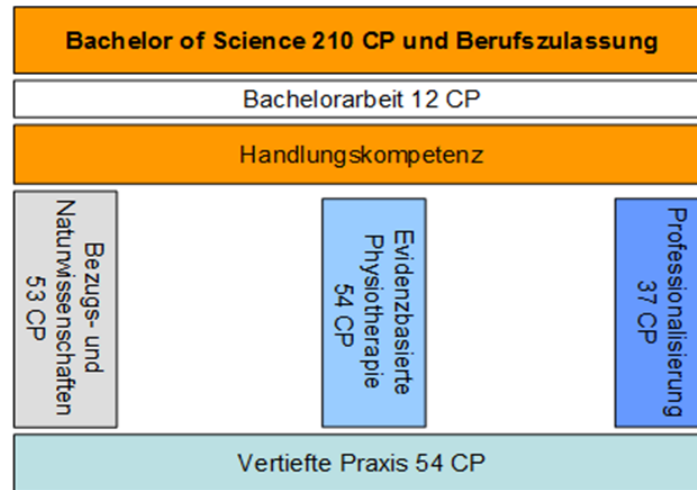 Bachelor of Science 210 CP und Berufszulassung
Bachelorarbeit 12 CP
Handlungskompetenz
Bezugs- und
Naturwissenschaften
53 CP
Evidenzbasierte
Physiotherapie
54 CP
Professionalisierung
37 CP
Vertiefte Praxis 54 CP